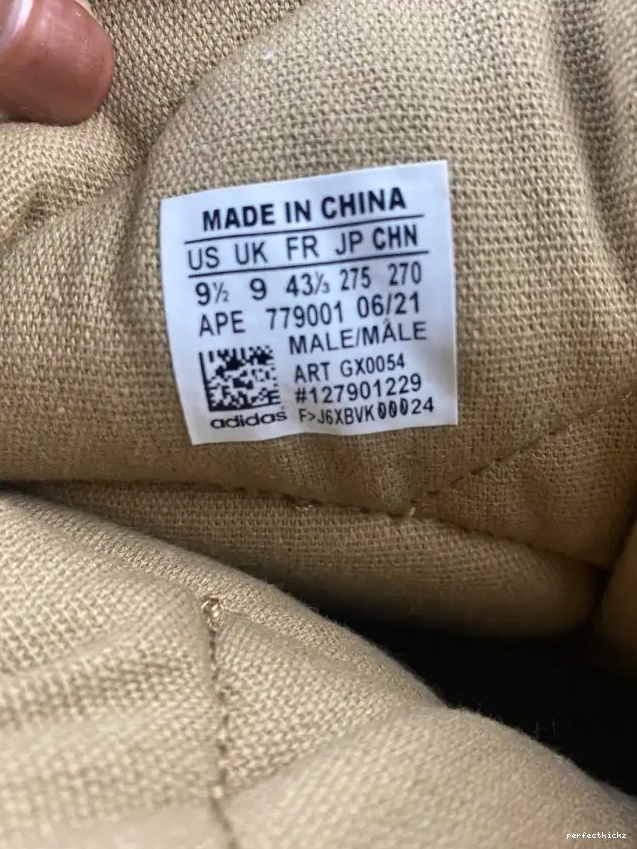 MADE IN CHINA
US UK FR JP CHN
9½ 9 43⅓ 275 270
APE 779001 06/21
MALE/MÂLE
ART GX0054
#127901229
F>J6XBVK00024
adidas
perfectkickz